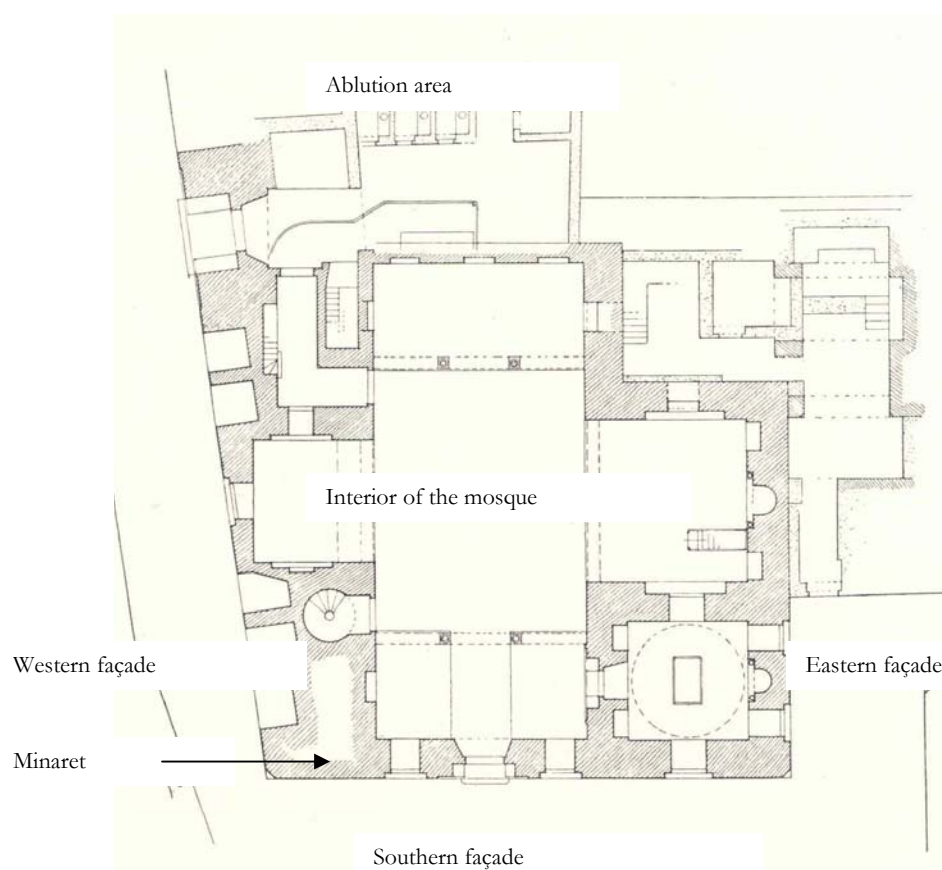 Ablution area
Interior of the mosque
Western façade
Eastern façade
Minaret
Southern façade